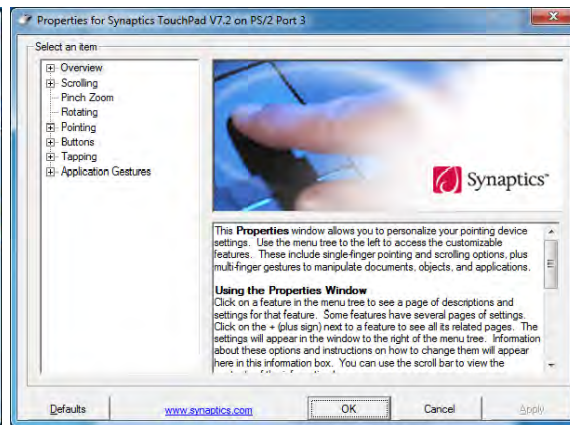 Properties for Synaptics TouchPad V7.2 on PS/2 Port 3
Select an item
Overview
Scrolling
Pinch Zoom
Rotating
Pointing
Buttons
Tapping
Application Gestures
Synaptics™
This Properties window allows you to personalize your pointing device
settings. Use the menu tree to the left to access the customizable
features. These include single-finger pointing and scrolling options, plus
multi-finger gestures to manipulate documents, objects, and applications.
Using the Properties Window
Click on a feature in the menu tree to see a page of descriptions and
settings for that feature. Some features have several pages of settings.
Click on the + (plus sign) next to a feature to see all its related pages. The
settings will appear in the window to the right of the menu tree. Information
about these options and instructions on how to change them will appear
here in this information box. You can use the scroll bar to view the
Defaults
www.synaptics.com
OK
Cancel
Apply